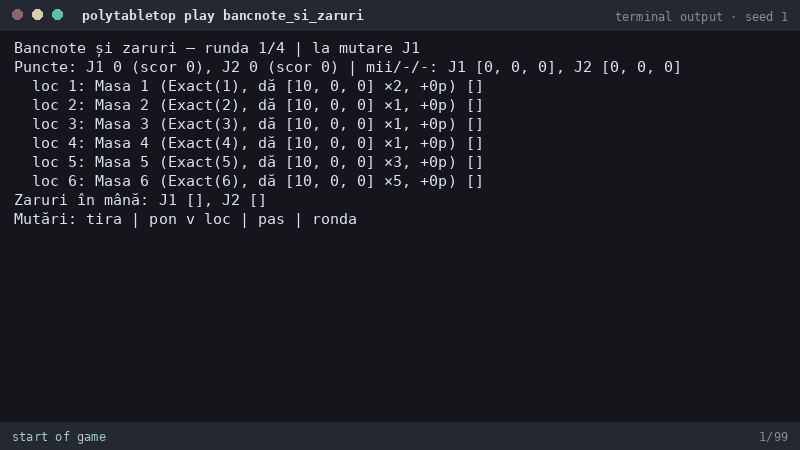 polytabletop play bancnote_si_zaruri
terminal output · seed 1
Bancnote și zaruri — runda 1/4 | la mutare J1
Puncte: J1 0 (scor 0), J2 0 (scor 0) | mii/-/-: J1 [0, 0, 0], J2 [0, 0, 0]
loc 1: Masa 1 (Exact(1), dă [10, 0, 0] ×2, +0p) []
loc 2: Masa 2 (Exact(2), dă [10, 0, 0] ×1, +0p) []
loc 3: Masa 3 (Exact(3), dă [10, 0, 0] ×1, +0p) []
loc 4: Masa 4 (Exact(4), dă [10, 0, 0] ×1, +0p) []
loc 5: Masa 5 (Exact(5), dă [10, 0, 0] ×3, +0p) []
loc 6: Masa 6 (Exact(6), dă [10, 0, 0] ×5, +0p) []
Zaruri în mână: J1 [], J2 []
Mutări: tira | pon v loc | pas | ronda
start of game
1/99